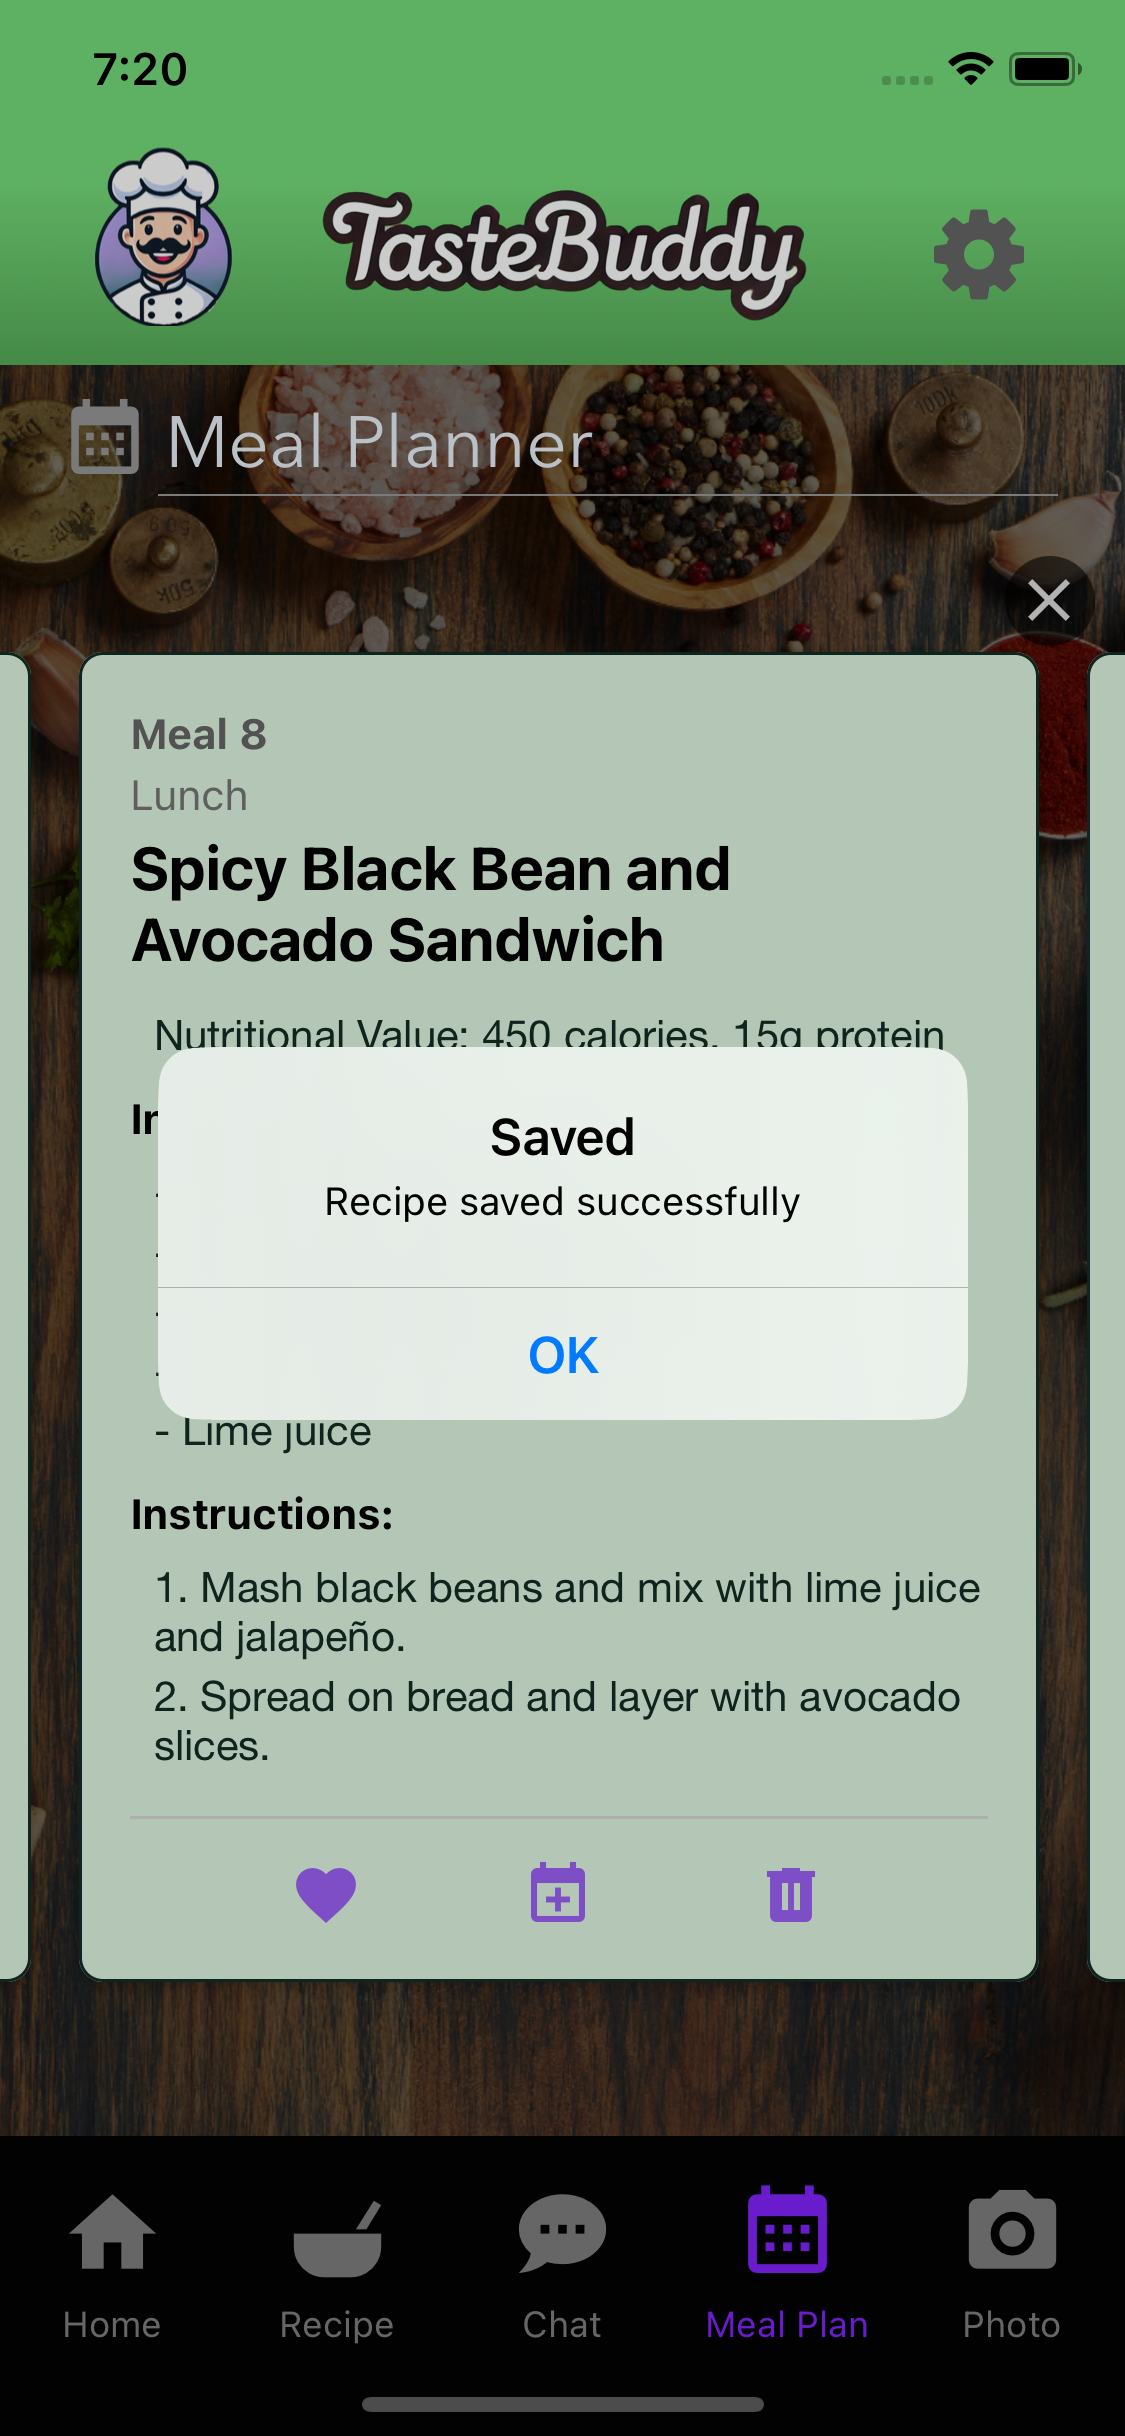 7:20
TasteBuddy
Meal Planner
Meal 8
Lunch
Spicy Black Bean and
Avocado Sandwich
Nutritional Value: 450 calories, 15g protein
Saved
Recipe saved successfully
OK
- Lime juice
Instructions:
1. Mash black beans and mix with lime juice
and jalapeño.
2. Spread on bread and layer with avocado
slices.
Home
Recipe
Chat
Meal Plan
Photo